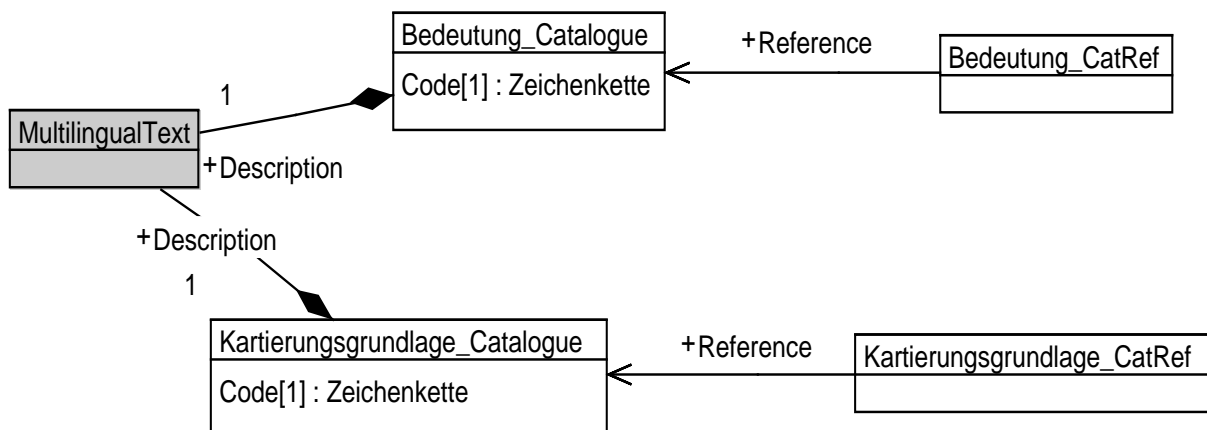 Bedeutung_Catalogue
Code[1] : Zeichenkette
+Reference
Bedeutung_CatRef
1
MultilingualText
+Description
+Description
1
Kartierungsgrundlage_Catalogue
Code[1] : Zeichenkette
+Reference
Kartierungsgrundlage_CatRef